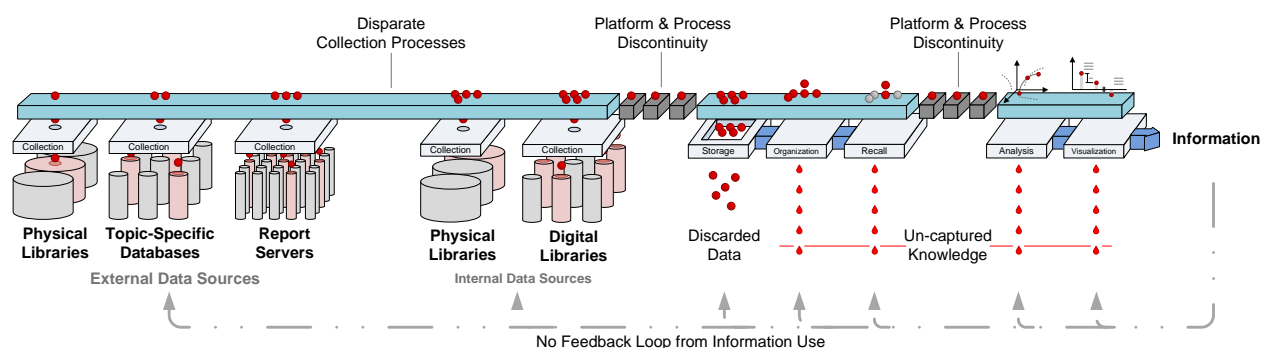 Disparate
Collection Processes
Platform & Process
Discontinuity
Platform & Process
Discontinuity
Collection
Collection
Collection
Collection
Collection
Storage
Organization
Recall
Analysis
Visualization
Information
Physical
Libraries
Topic-Specific
Databases
Report
Servers
Physical
Libraries
Digital
Libraries
Discarded
Data
Un-captured
Knowledge
External Data Sources
Internal Data Sources
No Feedback Loop from Information Use